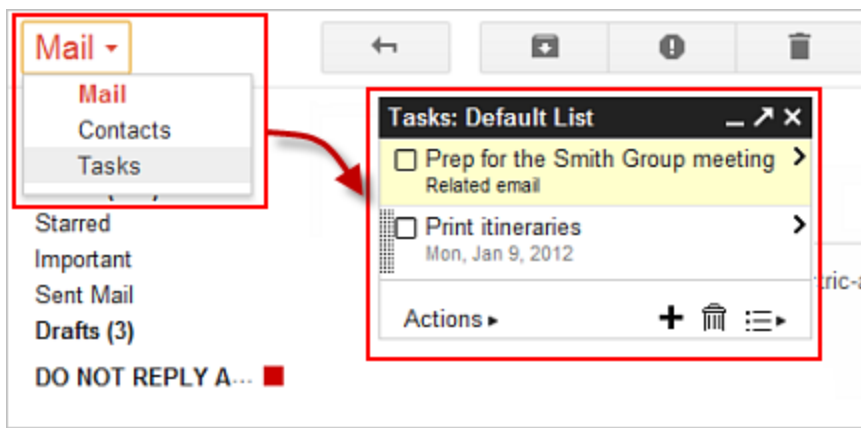 Mail
Mail
Contacts
Tasks
Starred
Important
Sent Mail
Drafts (3)
DO NOT REPLY A...
Tasks: Default List
Prep for the Smith Group meeting
Related email
Print itineraries
Mon, Jan 9, 2012
Actions
tric-a